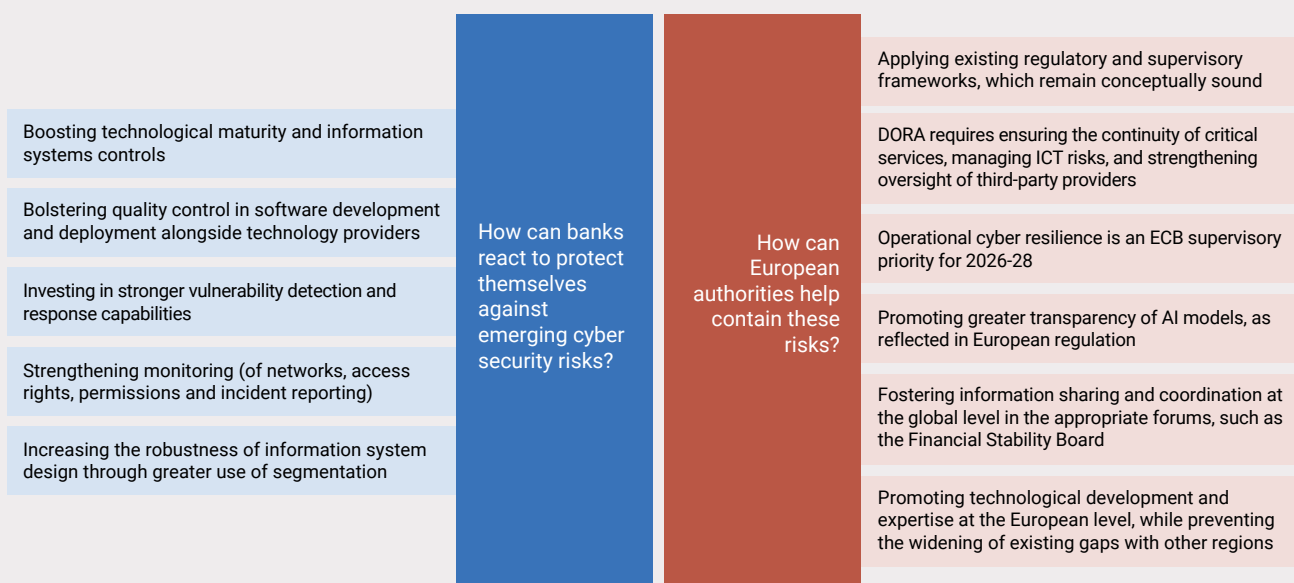 Boosting technological maturity and information
systems controls
Bolstering quality control in software development
and deployment alongside technology providers
Investing in stronger vulnerability detection and
response capabilities
Strengthening monitoring (of networks, access
rights, permissions and incident reporting)
Increasing the robustness of information system
design through greater use of segmentation
How can banks
react to protect
themselves
against
emerging cyber
security risks?
How can
European
authorities help
contain these
risks?
Applying existing regulatory and supervisory
frameworks, which remain conceptually sound
DORA requires ensuring the continuity of critical
services, managing ICT risks, and strengthening
oversight of third-party providers
Operational cyber resilience is an ECB supervisory
priority for 2026-28
Promoting greater transparency of AI models, as
reflected in European regulation
Fostering information sharing and coordination at
the global level in the appropriate forums, such as
the Financial Stability Board
Promoting technological development and
expertise at the European level, while preventing
the widening of existing gaps with other regions